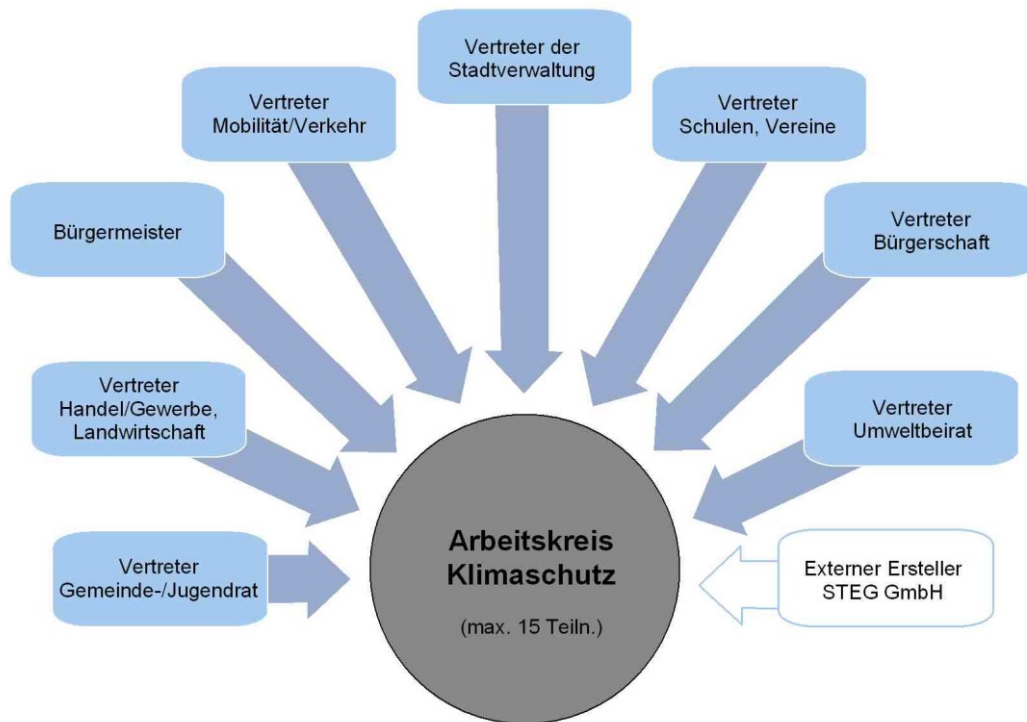 Vertreter der
Stadtverwaltung
Vertreter
Mobilität/Verkehr
Vertreter
Schulen, Vereine
Bürgermeister
Vertreter
Bürgerschaft
Vertreter
Handel/Gewerbe,
Landwirtschaft
Vertreter
Umweltbeirat
Vertreter
Gemeinde-/Jugendrat
Arbeitskreis
Klimaschutz
(max. 15 Teiln.)
Externer Ersteller
STEG GmbH